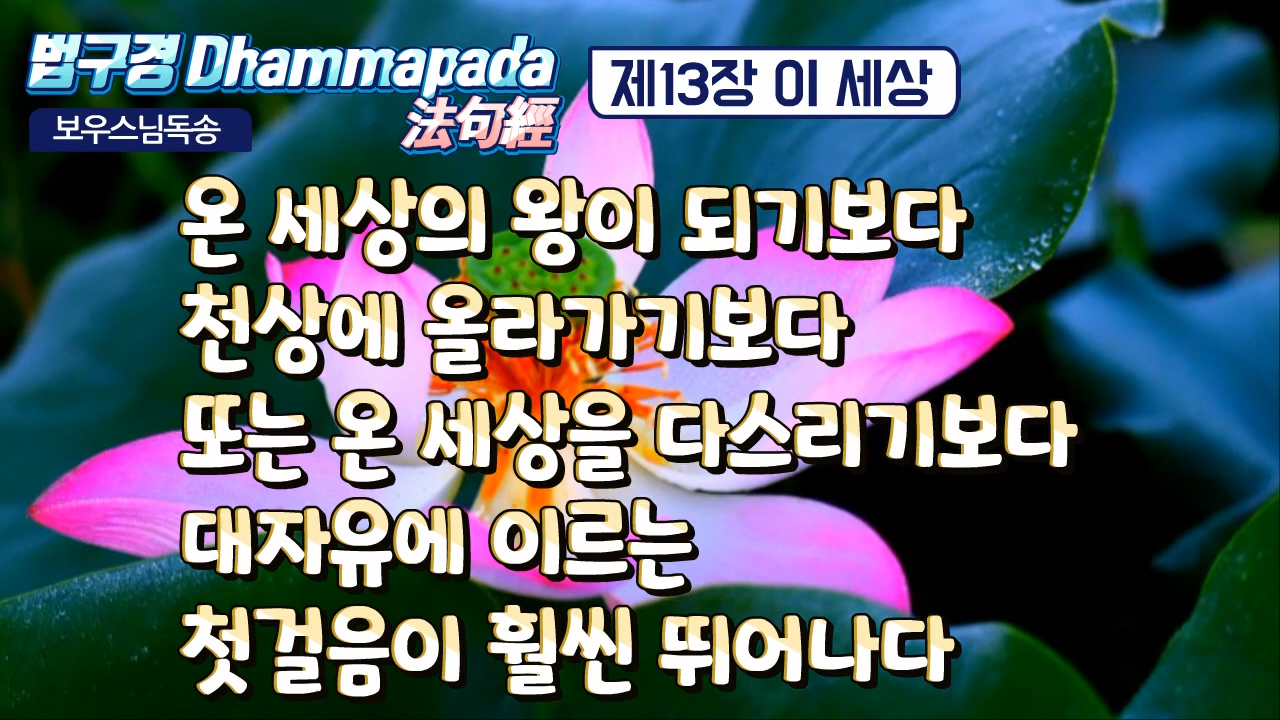 법구경 Dhammapada
法句經
보우스님독송
제13장 이 세상
온 세상의 왕이 되기보다
천상에 올라가기보다
또는 온 세상을 다스리기보다
대자유에 이르는
첫걸음이 훨씬 뛰어나다